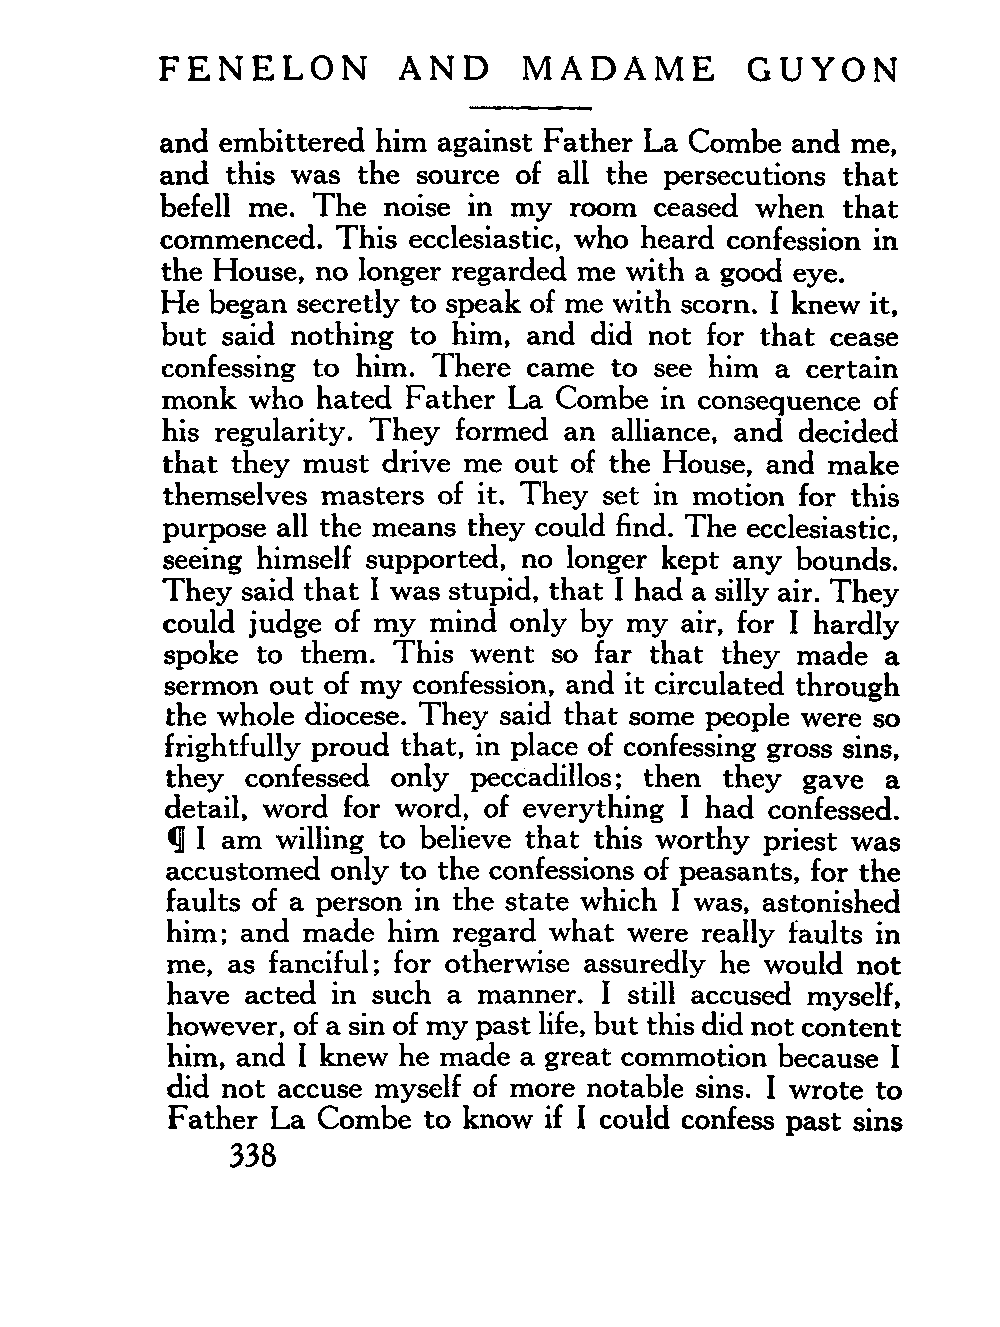 FENELON AND MADAME GUYON
and embittered him against Father La Combe and me,
and this was the source of all the persecutions that
befell me. The noise in my room ceased when that
commenced. This ecclesiastic, who heard confession in
the House, no longer regarded me with a good eye.
He began secretly to speak of me with scorn. I knew it,
but said nothing to him, and did not for that cease
confessing to him. There came to see him a certain
monk who hated Father La Combe in consequence of
his regularity. They formed an alliance, and decided
that they must drive me out of the House, and make
themselves masters of it. They set in motion for this
purpose all the means they could find. The ecclesiastic,
seeing himself supported, no longer kept any bounds.
They said that I was stupid, that I had a silly air. They
could judge of my mind only by my air, for I hardly
spoke to them. This went so far that they made a
sermon out of my confession, and it circulated through
the whole diocese. They said that some people were so
frightfully proud that, in place of confessing gross sins,
they confessed only peccadillos; then they gave a
detail, word for word, of everything I had confessed.
¶ I am willing to believe that this worthy priest was
accustomed only to the confessions of peasants, for the
faults of a person in the state which I was, astonished
him; and made him regard what were really faults in
me, as fanciful; for otherwise assuredly he would not
have acted in such a manner. I still accused myself,
however, of a sin of my past life, but this did not content
him, and I knew he made a great commotion because I
did not accuse myself of more notable sins. I wrote to
Father La Combe to know if I could confess past sins
338